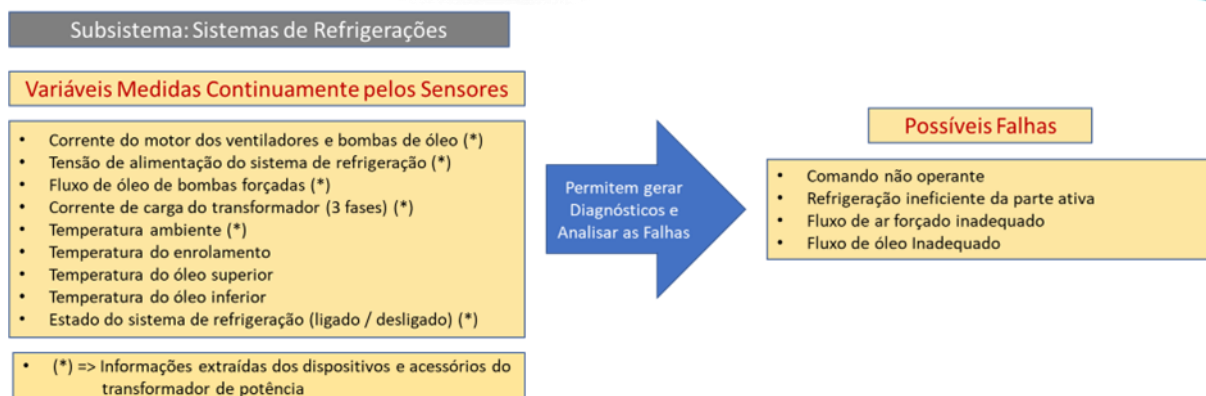 Subsistema: Sistemas de Refrigerações
Variáveis Medidas Continuamente pelos Sensores
• Corrente do motor dos ventiladores e bombas de óleo (*)
• Tensão de alimentação do sistema de refrigeração (*)
• Fluxo de óleo de bombas forçadas (*)
• Corrente de carga do transformador (3 fases) (*)
• Temperatura ambiente (*)
• Temperatura do enrolamento
• Temperatura do óleo superior
• Temperatura do óleo inferior
• Estado do sistema de refrigeração (ligado / desligado) (*)
• (*) => Informações extraídas dos dispositivos e acessórios do
transformador de potência
Permitem gerar
Diagnósticos e
Analisar as Falhas
Possíveis Falhas
• Comando não operante
• Refrigeração ineficiente da parte ativa
• Fluxo de ar forçado inadequado
• Fluxo de óleo Inadequado